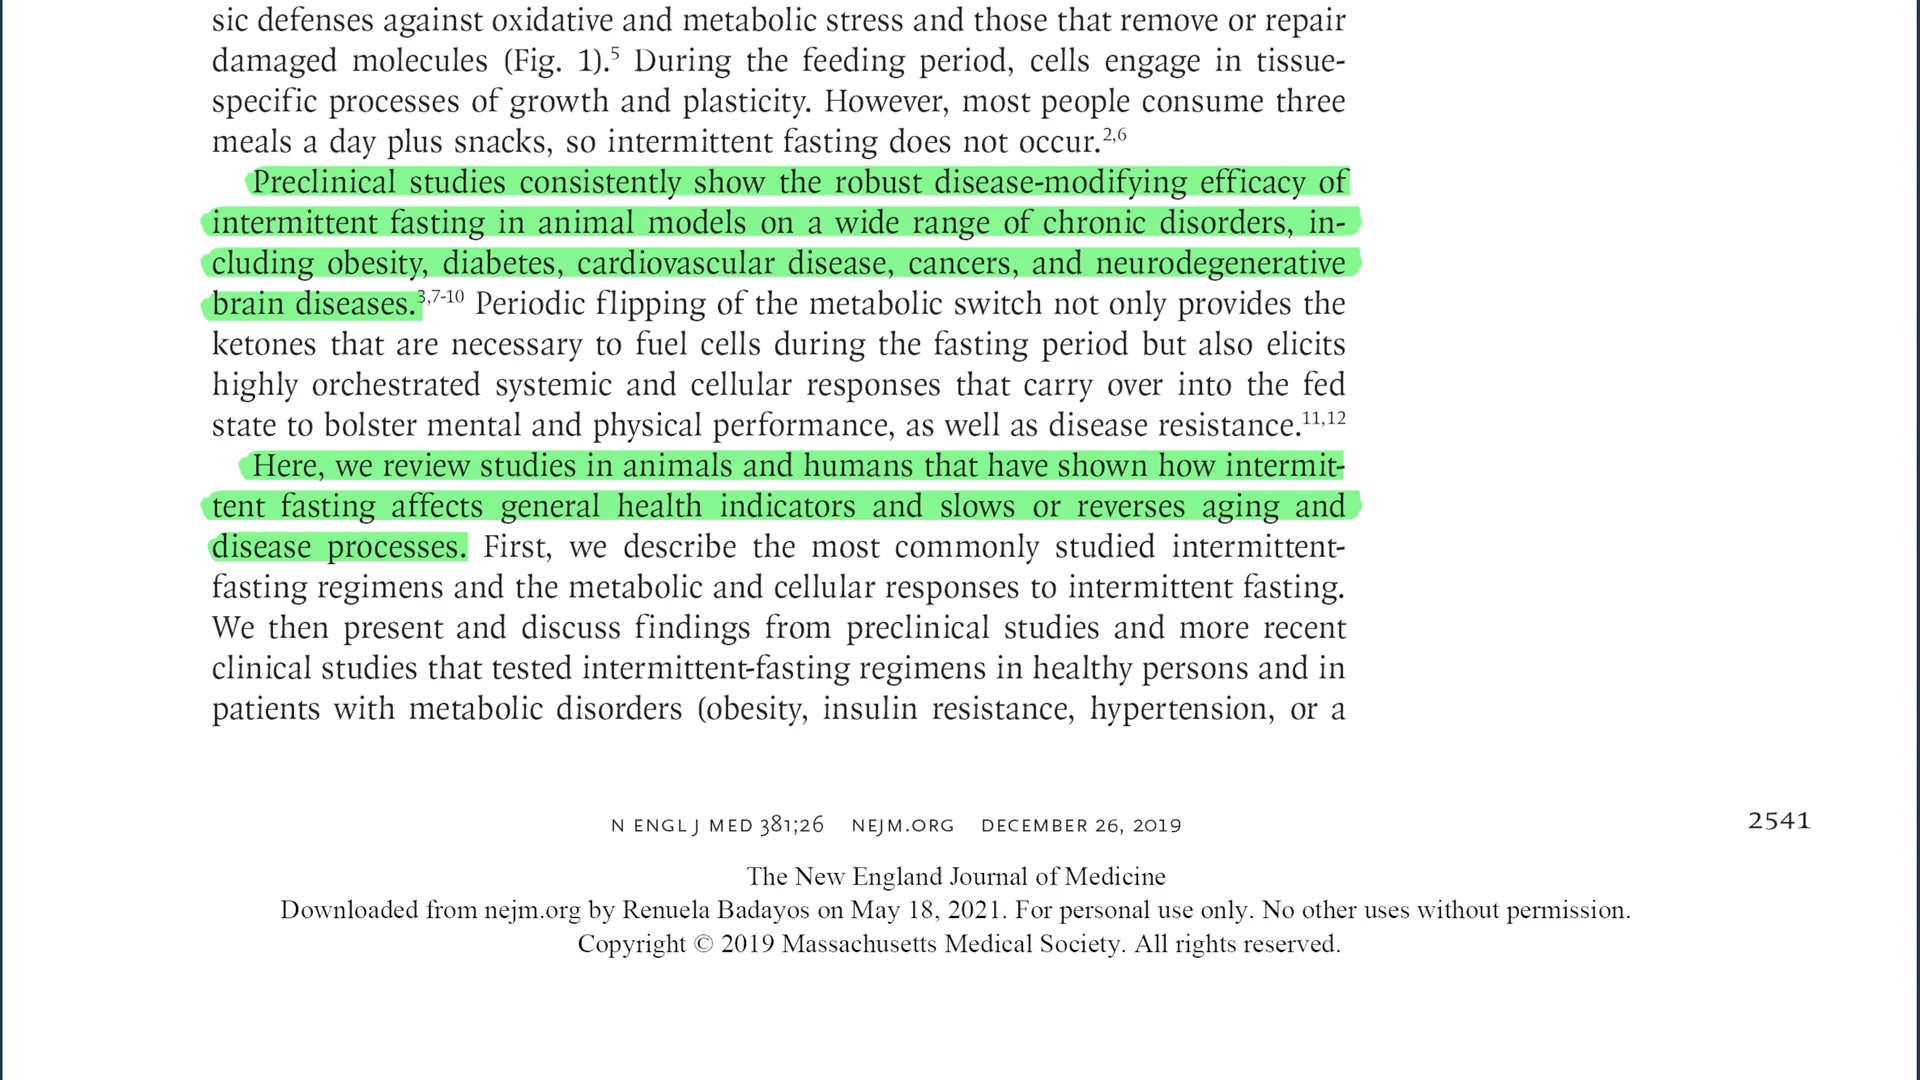 sic defenses against oxidative and metabolic stress and those that remove or repair
damaged molecules (Fig. 1).5 During the feeding period, cells engage in tissue-
specific processes of growth and plasticity. However, most people consume three
meals a day plus snacks, so intermittent fasting does not occur.2,6
Preclinical studies consistently show the robust disease-modifying efficacy of
intermittent fasting in animal models on a wide range of chronic disorders, in-
cluding obesity, diabetes, cardiovascular disease, cancers, and neurodegenerative
brain diseases.3,7-10 Periodic flipping of the metabolic switch not only provides the
ketones that are necessary to fuel cells during the fasting period but also elicits
highly orchestrated systemic and cellular responses that carry over into the fed
state to bolster mental and physical performance, as well as disease resistance.11,12
Here, we review studies in animals and humans that have shown how intermit-
tent fasting affects general health indicators and slows or reverses aging and
disease processes. First, we describe the most commonly studied intermittent-
fasting regimens and the metabolic and cellular responses to intermittent fasting.
We then present and discuss findings from preclinical studies and more recent
clinical studies that tested intermittent-fasting regimens in healthy persons and in
patients with metabolic disorders (obesity, insulin resistance, hypertension, or a
N ENGL J MED 381;26 NEJM.ORG DECEMBER 26, 2019
2541
The New England Journal of Medicine
Downloaded from nejm.org by Renuela Badayos on May 18, 2021. For personal use only. No other uses without permission.
Copyright © 2019 Massachusetts Medical Society. All rights reserved.